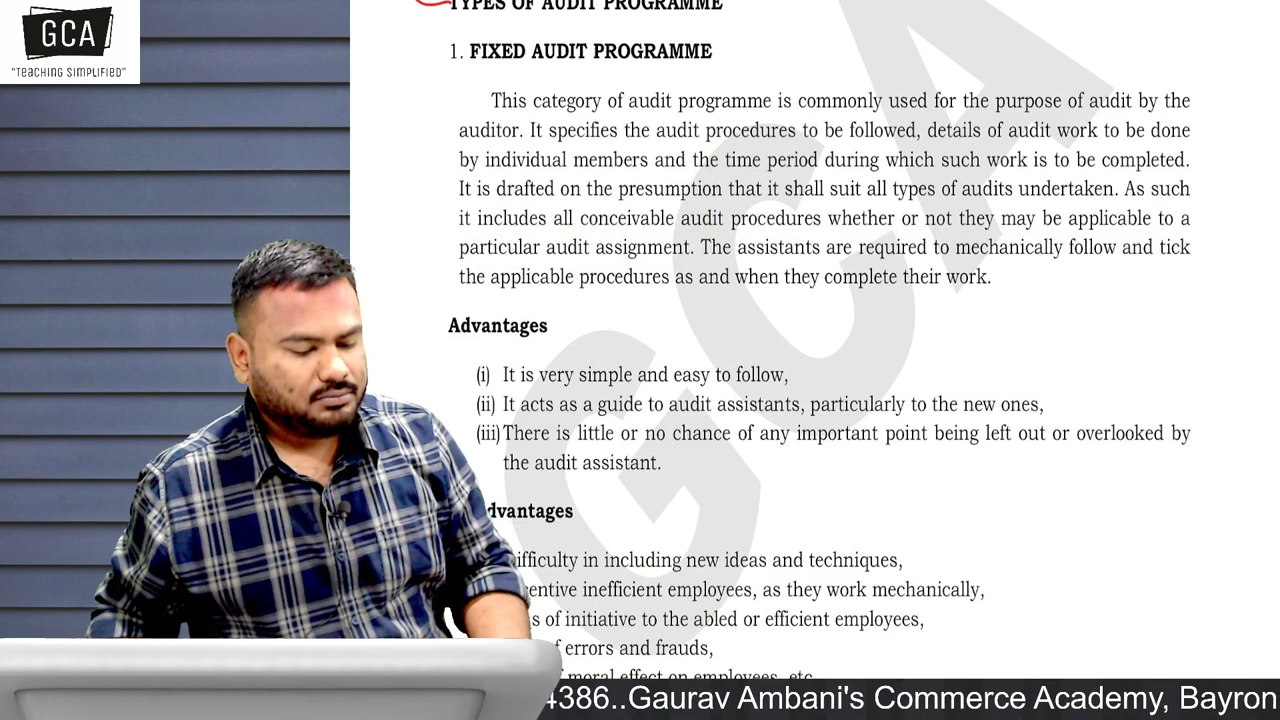 GCA
"TEACHING SIMPLIFIED"
TYPES OF AUDIT PROGRAMME
1. FIXED AUDIT PROGRAMME
This category of audit programme is commonly used for the purpose of audit by the
auditor. It specifies the audit procedures to be followed, details of audit work to be done
by individual members and the time period during which such work is to be completed.
It is drafted on the presumption that it shall suit all types of audits undertaken. As such
it includes all conceivable audit procedures whether or not they may be applicable to a
particular audit assignment. The assistants are required to mechanically follow and tick
the applicable procedures as and when they complete their work.
Advantages
(i) It is very simple and easy to follow,
(ii) It acts as a guide to audit assistants, particularly to the new ones,
(iii) There is little or no chance of any important point being left out or overlooked by
the audit assistant.
dvantages
ifficulty in including new ideas and techniques,
entive inefficient employees, as they work mechanically,
s of initiative to the abled or efficient employees,
f errors and frauds,
f moral effect on employees, etc.
4386..Gaurav Ambani's Commerce Academy, Bayron
GCA